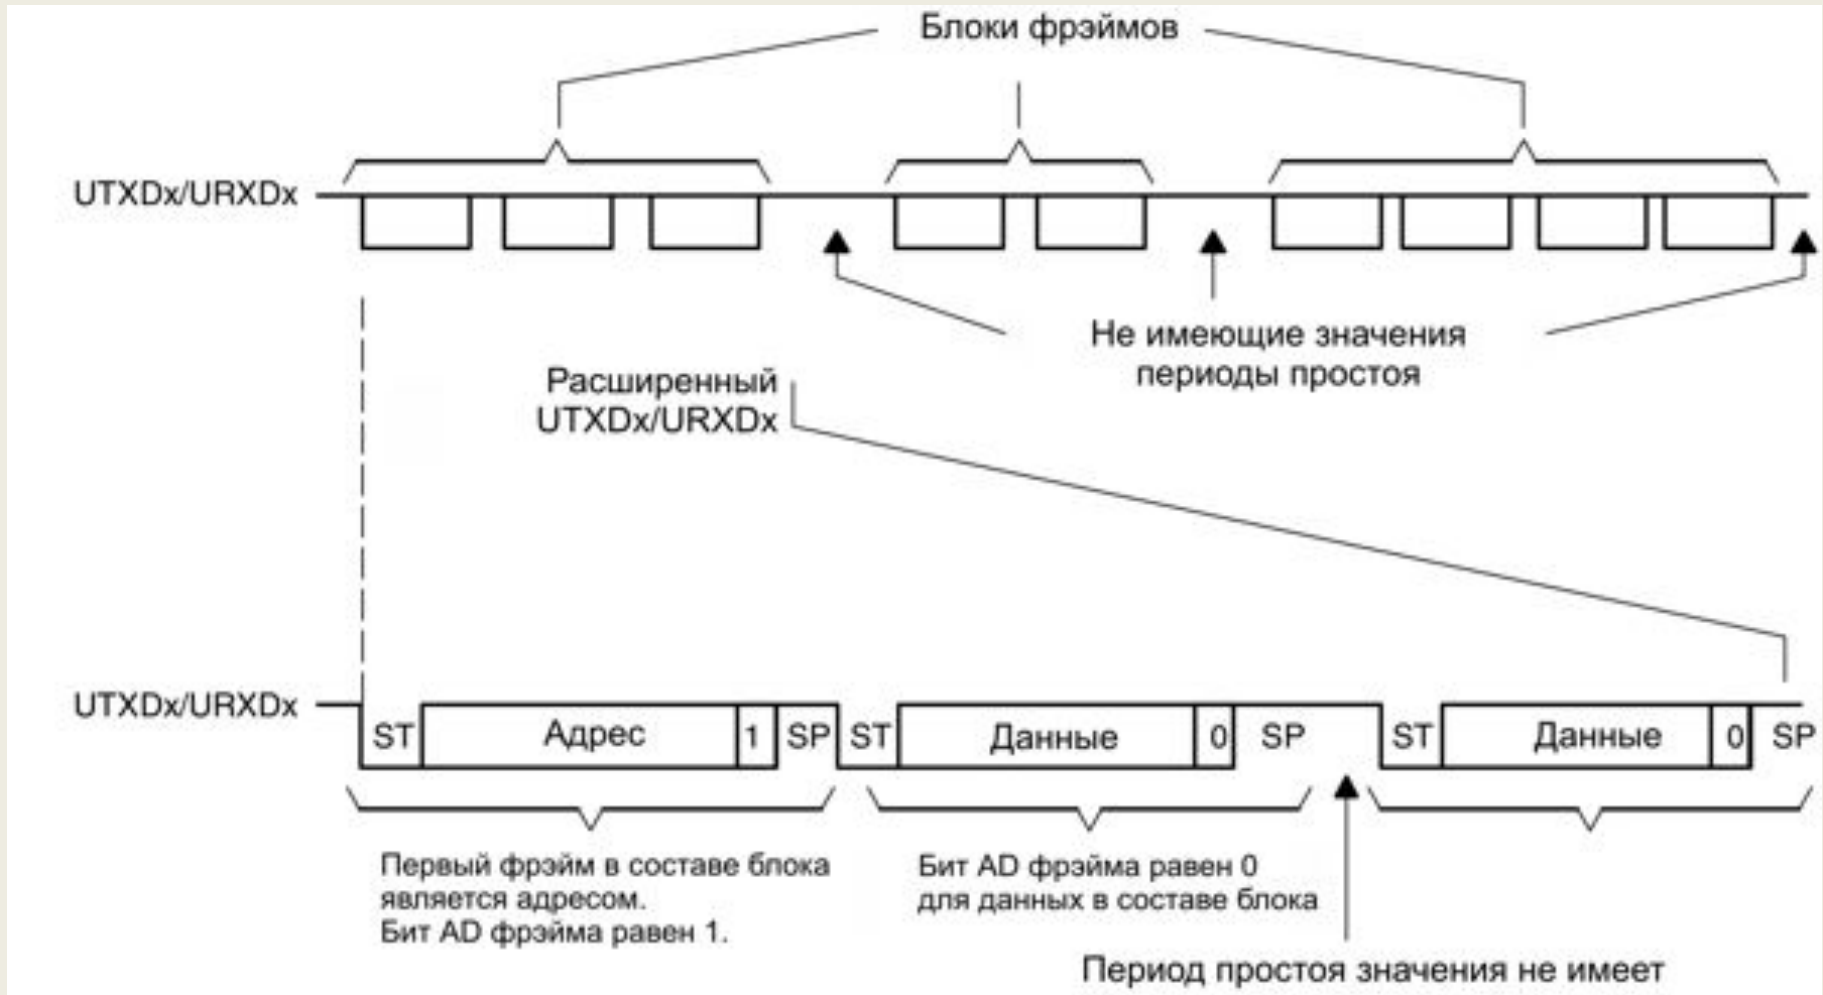 Блоки фрэймов
UTXDx/URXDx
Не имеющие значения
периоды простоя
Расширенный
UTXDx/URXDx
UTXDx/URXDx
ST Адрес 1 SP ST Данные 0 SP ST Данные 0 SP
Первый фрэйм в составе блока
является адресом.
Бит AD фрэйма равен 1.
Бит AD фрэйма равен 0
для данных в составе блока
Период простоя значения не имеет